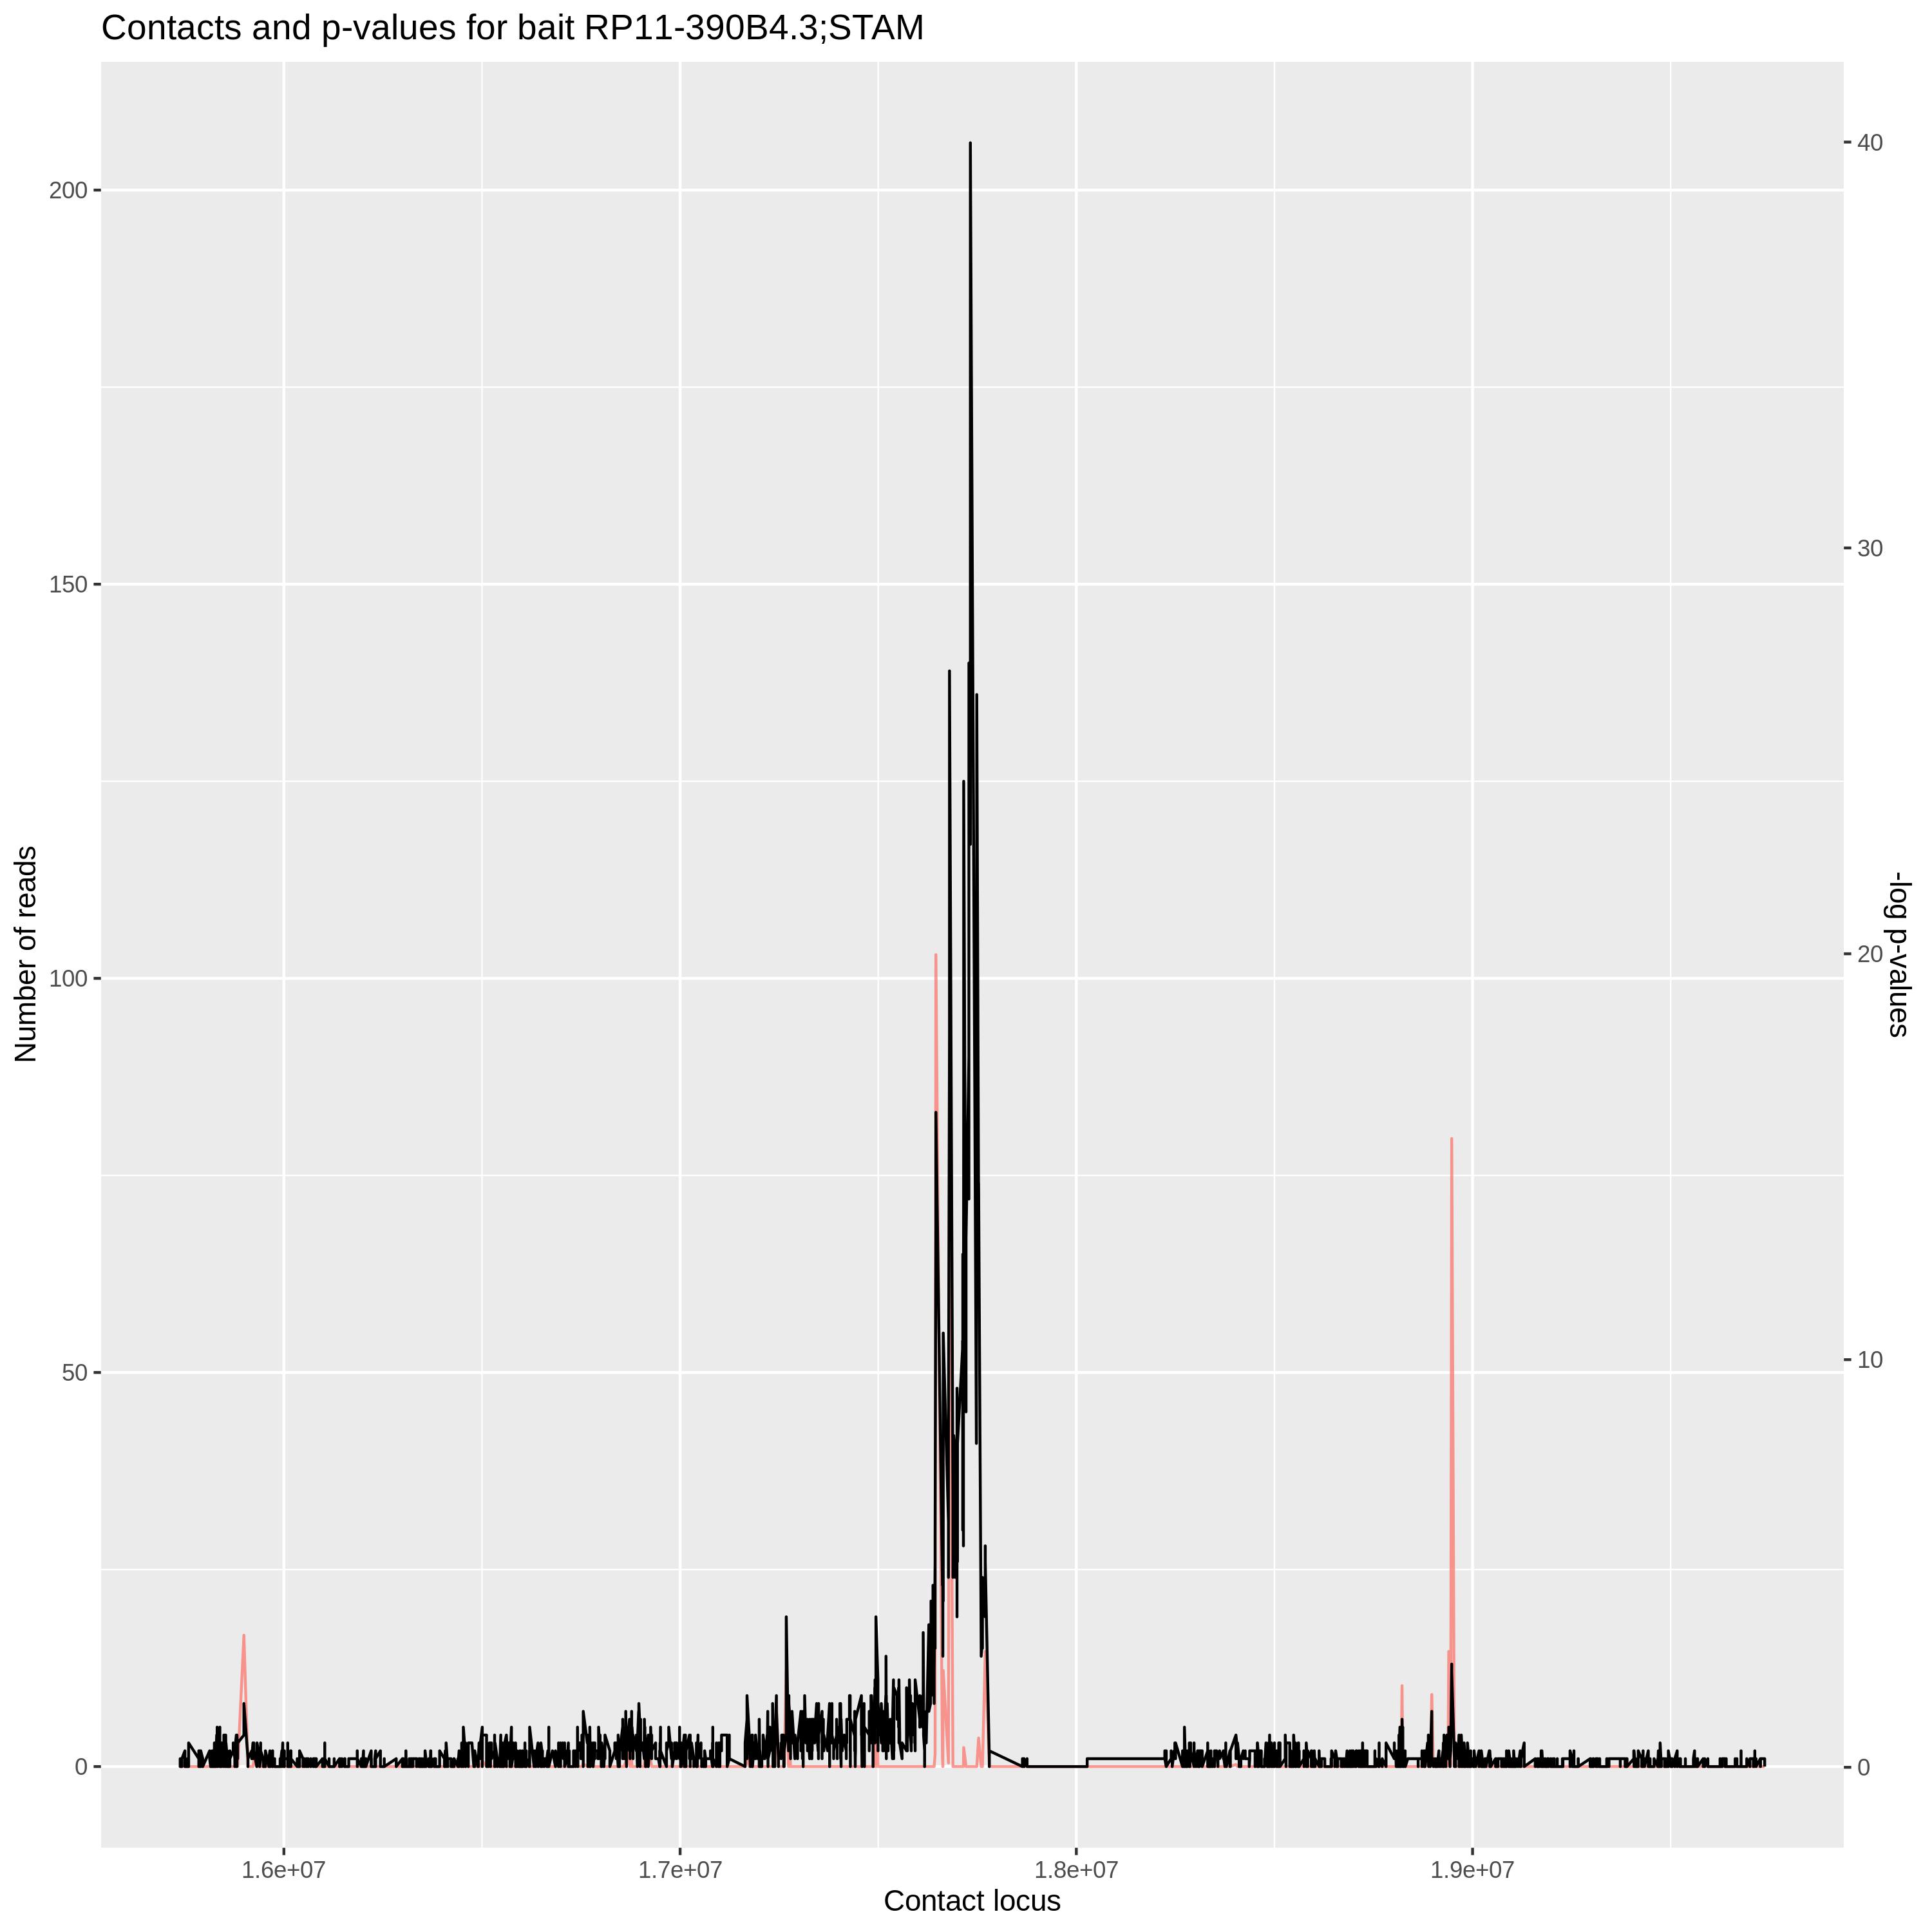 Contacts and p-values for bait RP11-390B4.3;STAM
200
150
100
50
0
Number of reads
40
30
20
10
0
-log p-values
1.6e+07
1.7e+07
1.8e+07
1.9e+07
Contact locus